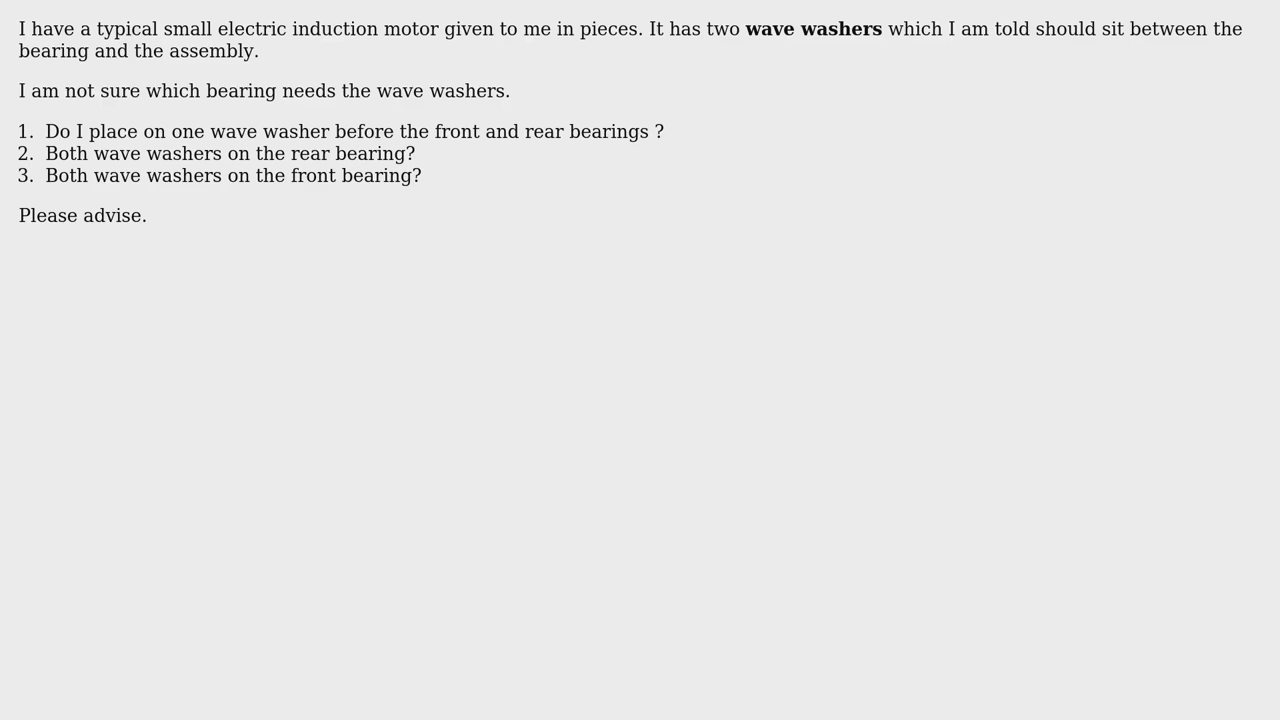 I have a typical small electric induction motor given to me in pieces. It has two wave washers which I am told should sit between the
bearing and the assembly.
I am not sure which bearing needs the wave washers.
1. Do I place on one wave washer before the front and rear bearings ?
2. Both wave washers on the rear bearing?
3. Both wave washers on the front bearing?
Please advise.